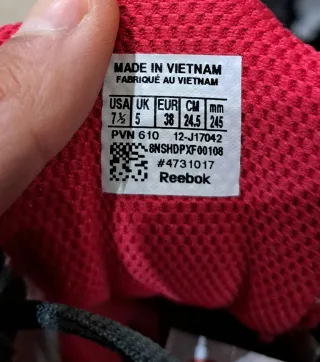 MADE IN VIETNAM
FABRIQUÉ AU VIETNAM
USA UK EUR CM mm
7½ 5 38 24.5 245
PVN 610 12-J17042
8NSHDPXF00108
#4731017
Reebok